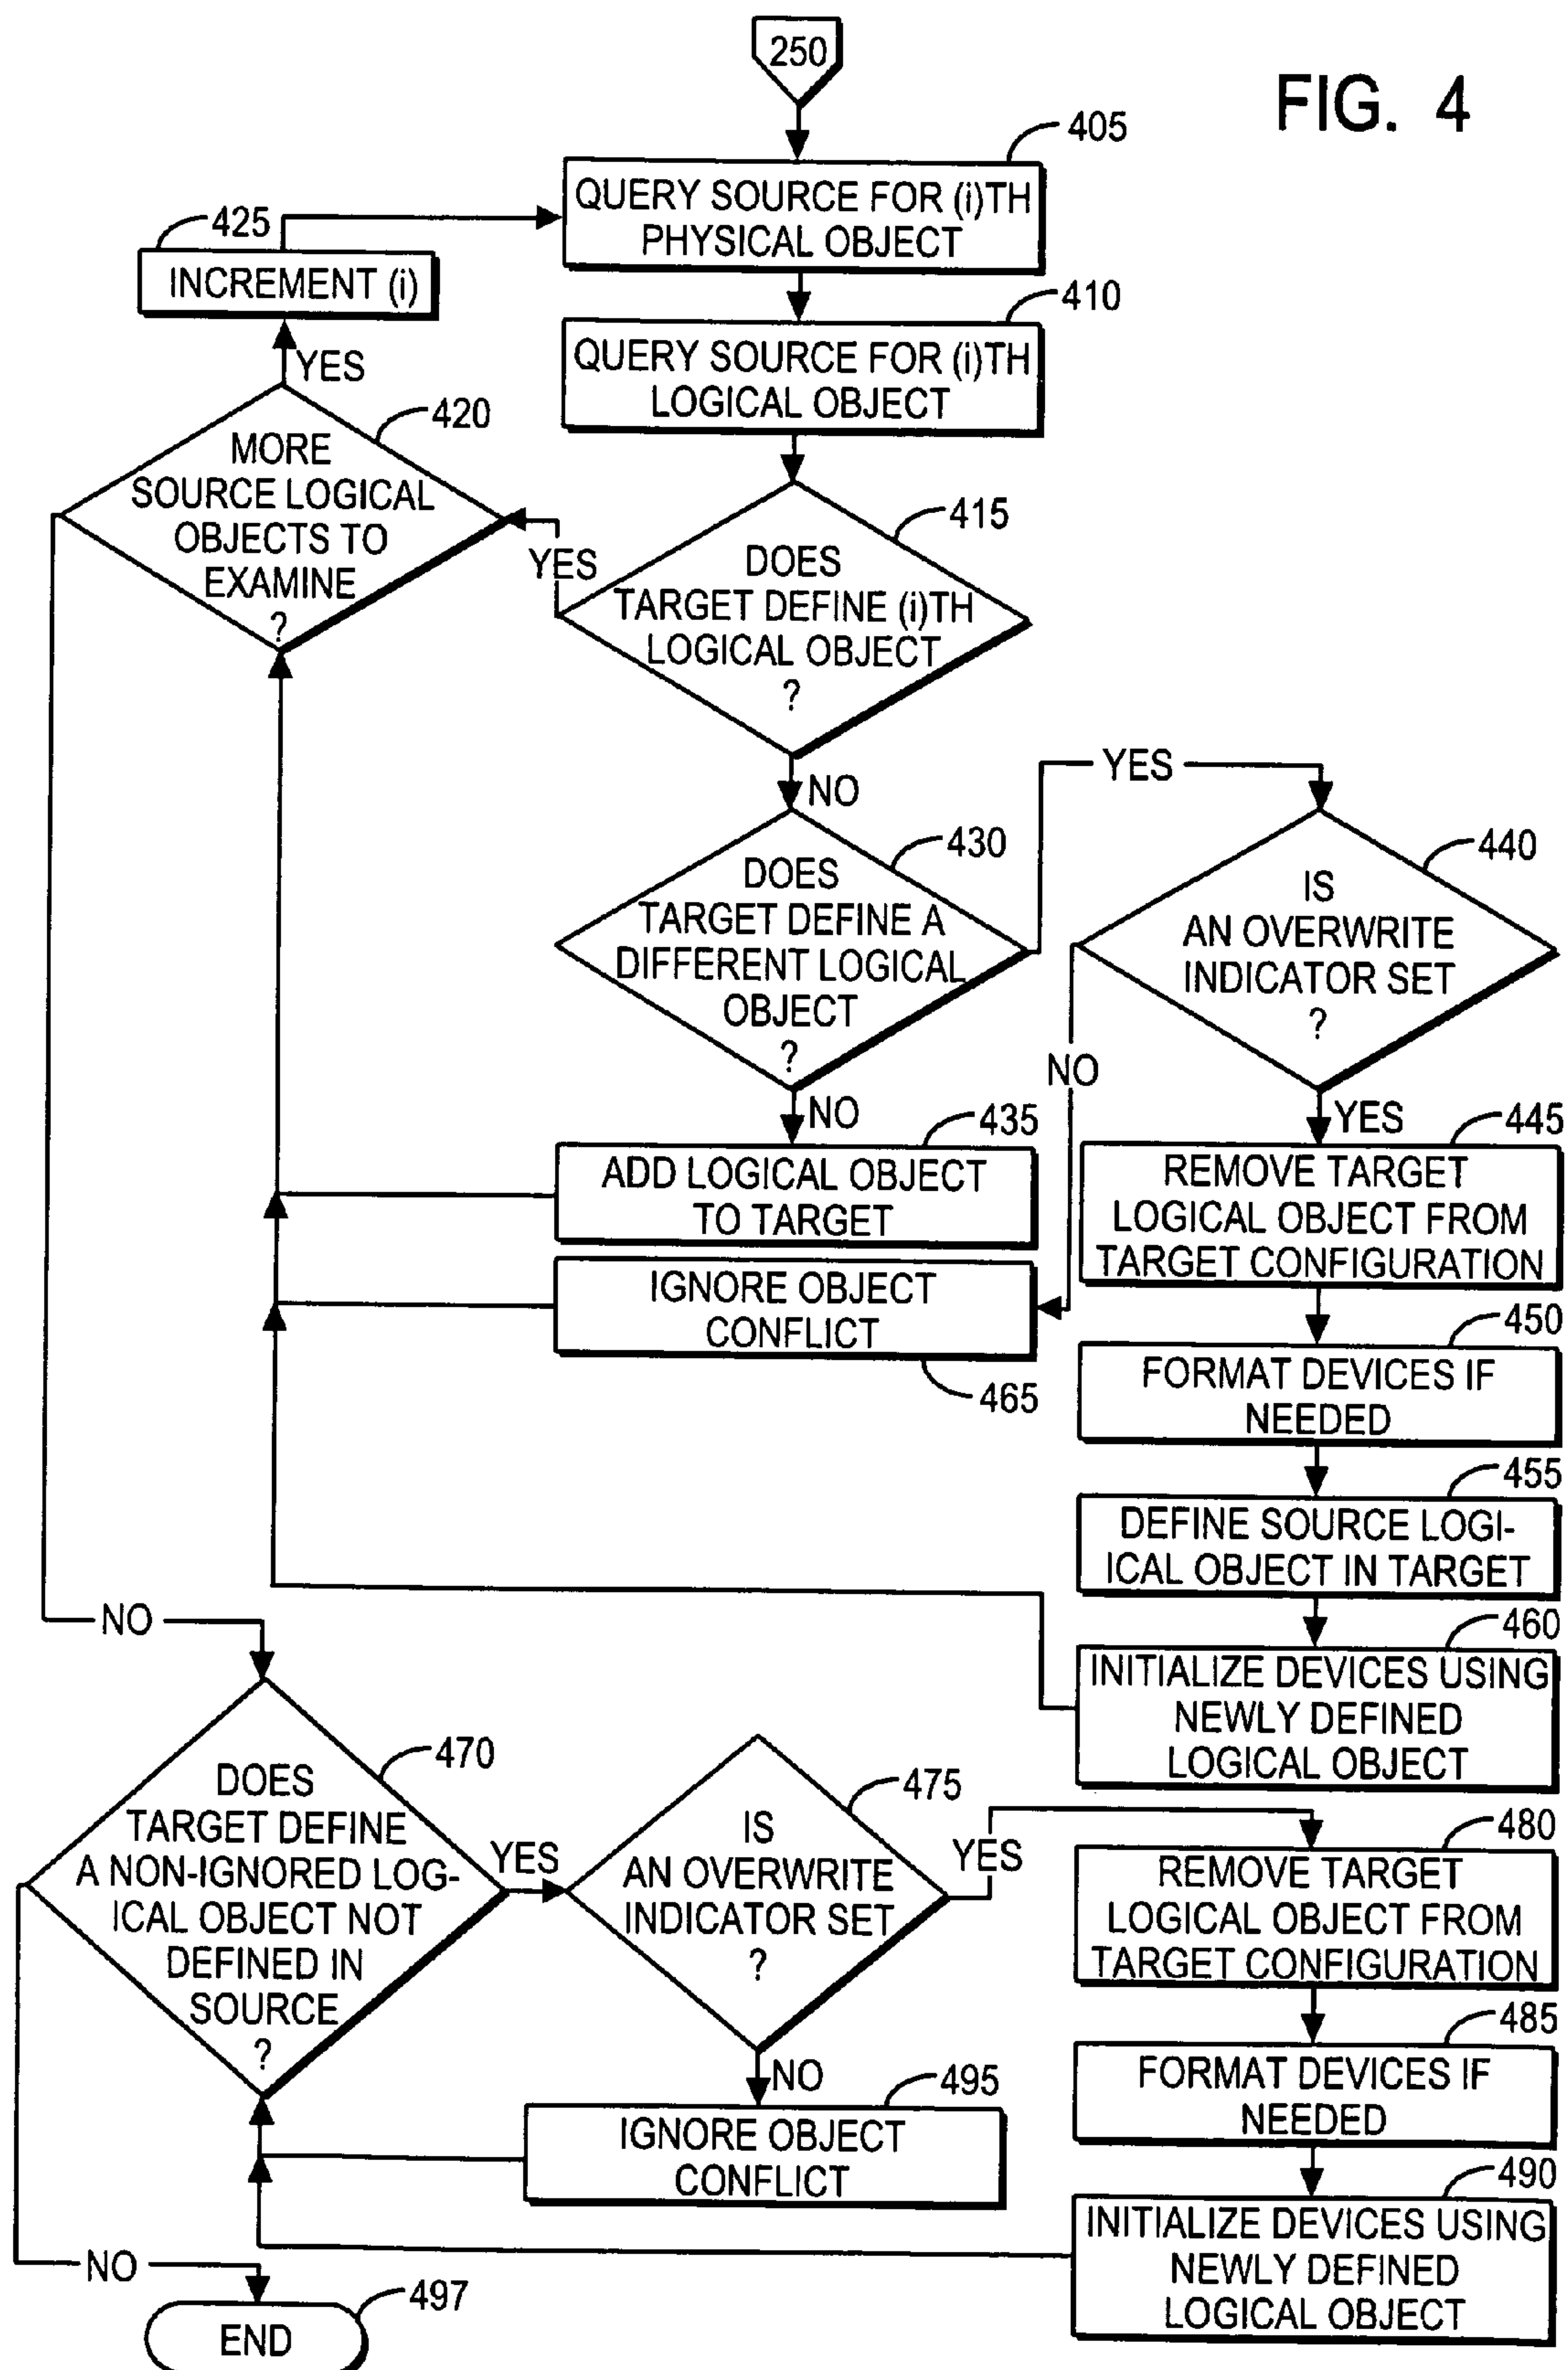 250
FIG. 4
405
QUERY SOURCE FOR (i)TH
PHYSICAL OBJECT
425
INCREMENT (i)
410
QUERY SOURCE FOR (i)TH
LOGICAL OBJECT
YES
420
MORE
SOURCE LOGICAL
OBJECTS TO
EXAMINE
?
415
YES
DOES
TARGET DEFINE (i)TH
LOGICAL OBJECT
?
NO
YES
430
DOES
TARGET DEFINE A
DIFFERENT LOGICAL
OBJECT
?
440
IS
AN OVERWRITE
INDICATOR SET
?
NO
NO
YES
435
ADD LOGICAL OBJECT
TO TARGET
445
REMOVE TARGET
LOGICAL OBJECT FROM
TARGET CONFIGURATION
IGNORE OBJECT
CONFLICT
465
450
FORMAT DEVICES IF
NEEDED
455
DEFINE SOURCE LOGI-
ICAL OBJECT IN TARGET
460
INITIALIZE DEVICES USING
NEWLY DEFINED
LOGICAL OBJECT
NO
470
DOES
TARGET DEFINE
A NON-IGNORED LOG-
ICAL OBJECT NOT
DEFINED IN
SOURCE
?
YES
475
IS
AN OVERWRITE
INDICATOR SET
?
YES
480
REMOVE TARGET
LOGICAL OBJECT FROM
TARGET CONFIGURATION
485
FORMAT DEVICES IF
NEEDED
NO
495
IGNORE OBJECT
CONFLICT
490
INITIALIZE DEVICES USING
NEWLY DEFINED
LOGICAL OBJECT
NO
497
END